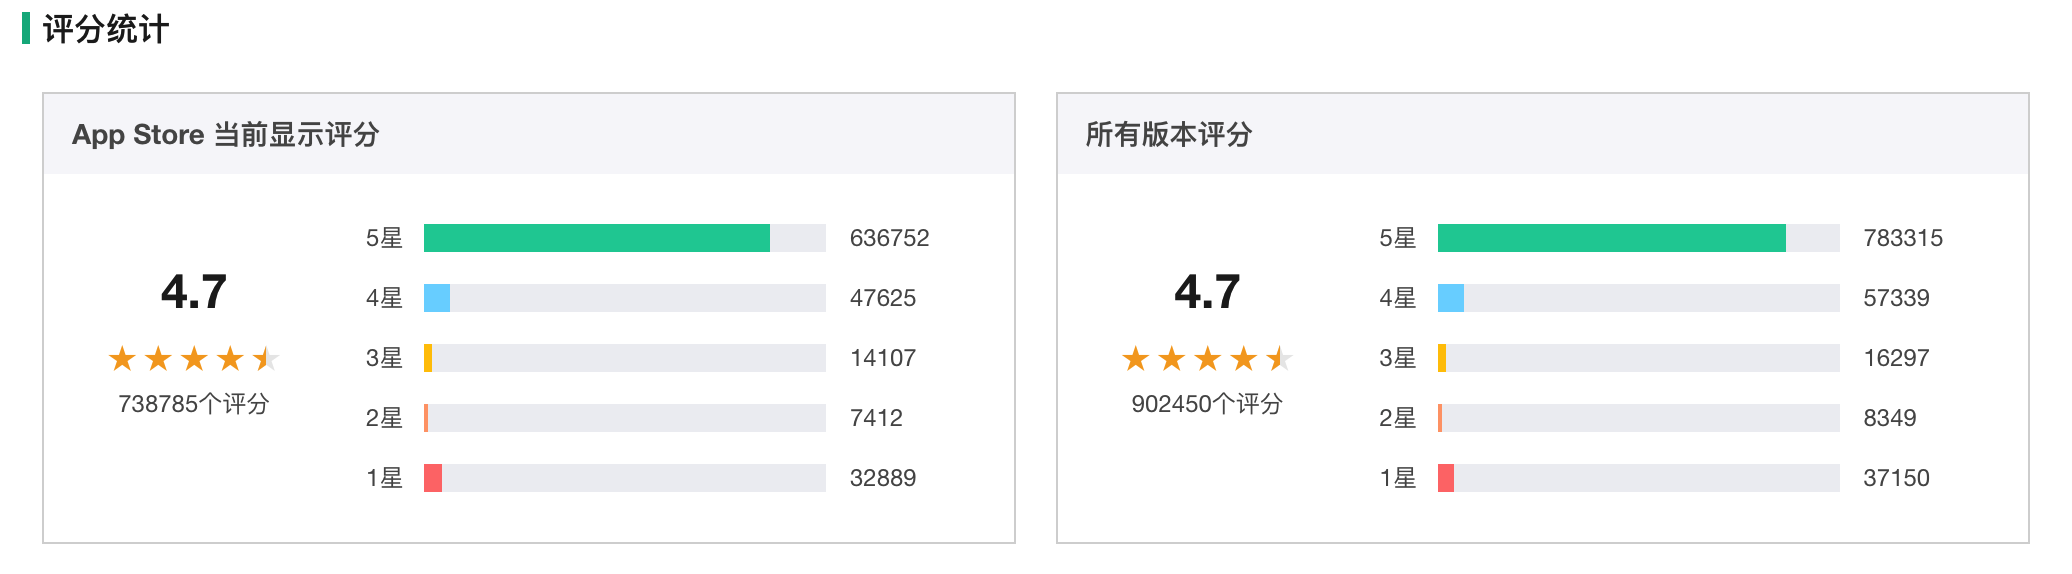 评分统计
App Store 当前显示评分
4.7
738785个评分
5星 636752
4星 47625
3星 14107
2星 7412
1星 32889
所有版本评分
4.7
902450个评分
5星 783315
4星 57339
3星 16297
2星 8349
1星 37150